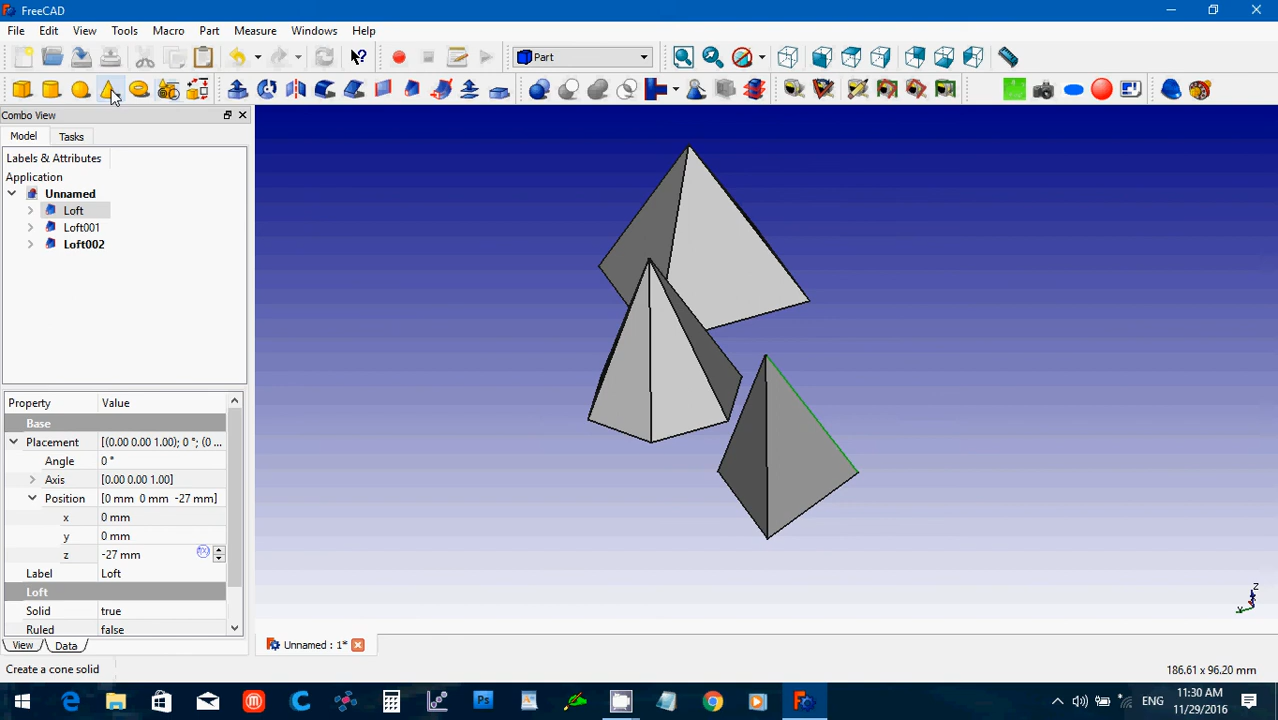 FreeCAD
File Edit View Tools Macro Part Measure Windows Help
Part
Combo View
Model Tasks
Labels & Attributes
Application
Unnamed
Loft
Loft001
Loft002
Property Value
Base
Placement [(0.00 0.00 1.00); 0 °; (0 ...
Angle 0 °
Axis [0.00 0.00 1.00]
Position [0 mm 0 mm -27 mm]
x 0 mm
y 0 mm
z -27 mm
Label Loft
Loft
Solid true
Ruled false
View Data
Unnamed : 1*
Z
Y
Create a cone solid
186.61 x 96.20 mm
ENG
11:30 AM
11/29/2016